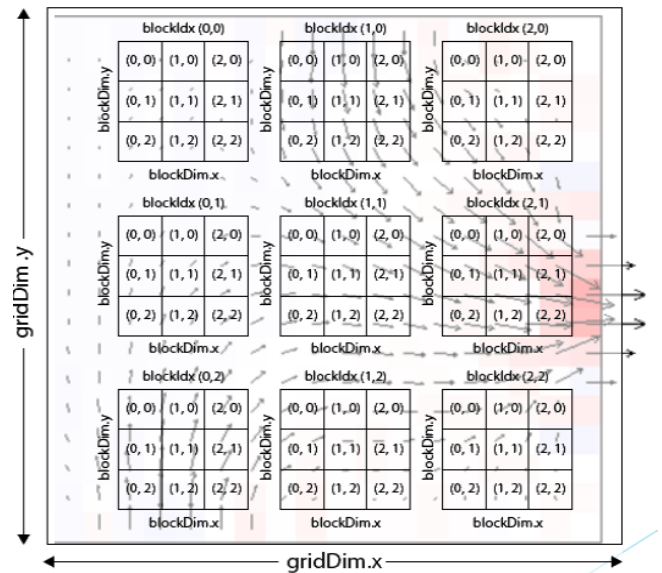 blockIdx (0,0) blockIdx (1,0) blockIdx (2,0)
blockDim.y (0, 0) (1, 0) (2, 0) blockDim.y (0, 0) (1, 0) (2, 0) blockDim.y (0, 0) (1, 0) (2, 0)
(0, 1) (1, 1) (2, 1) (0, 1) (1, 1) (2, 1) (0, 1) (1, 1) (2, 1)
(0, 2) (1, 2) (2, 2) (0, 2) (1, 2) (2, 2) (0, 2) (1, 2) (2, 2)
blockDim.x blockDim.x blockDim.x
blockIdx (0,1) blockIdx (1,1) blockIdx (2,1)
gridDim.y
blockDim.y (0, 0) (1, 0) (2, 0) blockDim.y (0, 0) (1, 0) (2, 0) blockDim.y (0, 0) (1, 0) (2, 0)
(0, 1) (1, 1) (2, 1) (0, 1) (1, 1) (2, 1) (0, 1) (1, 1) (2, 1)
(0, 2) (1, 2) (2, 2) (0, 2) (1, 2) (2, 2) (0, 2) (1, 2) (2, 2)
blockDim.x blockDim.x blockDim.x
blockIdx (0,2) blockIdx (1,2) blockIdx (2,2)
blockDim.y (0, 0) (1, 0) (2, 0) blockDim.y (0, 0) (1, 0) (2, 0) blockDim.y (0, 0) (1, 0) (2, 0)
(0, 1) (1, 1) (2, 1) (0, 1) (1, 1) (2, 1) (0, 1) (1, 1) (2, 1)
(0, 2) (1, 2) (2, 2) (0, 2) (1, 2) (2, 2) (0, 2) (1, 2) (2, 2)
blockDim.x blockDim.x blockDim.x
gridDim.x